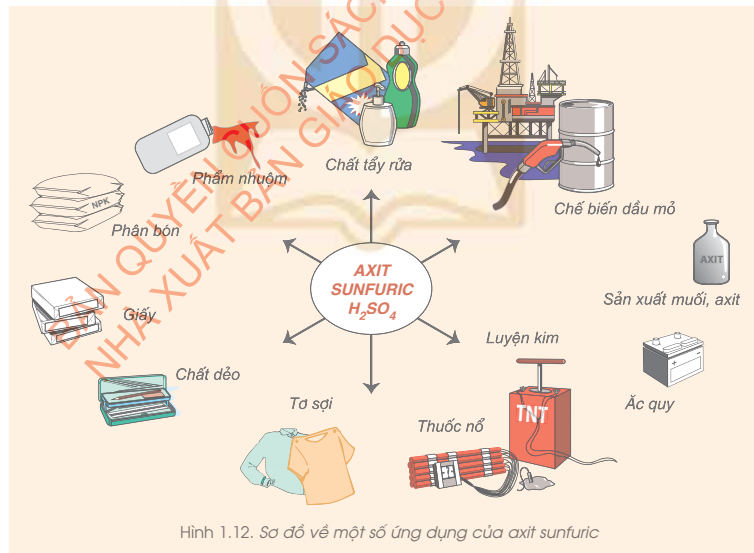 BẢN QUYỀN CUỐN SÁCH
NHÀ XUẤT BẢN GIÁO DỤC
Chất tẩy rửa
Phẩm nhuộm
Chế biến dầu mỏ
NPK
Phân bón
AXIT
Sản xuất muối, axit
AXIT
SUNFURIC
H₂SO₄
Giấy
Luyện kim
Chất dẻo
Ắc quy
Tơ sợi
TNT
Thuốc nổ
Hình 1.12. Sơ đồ về một số ứng dụng của axit sunfuric